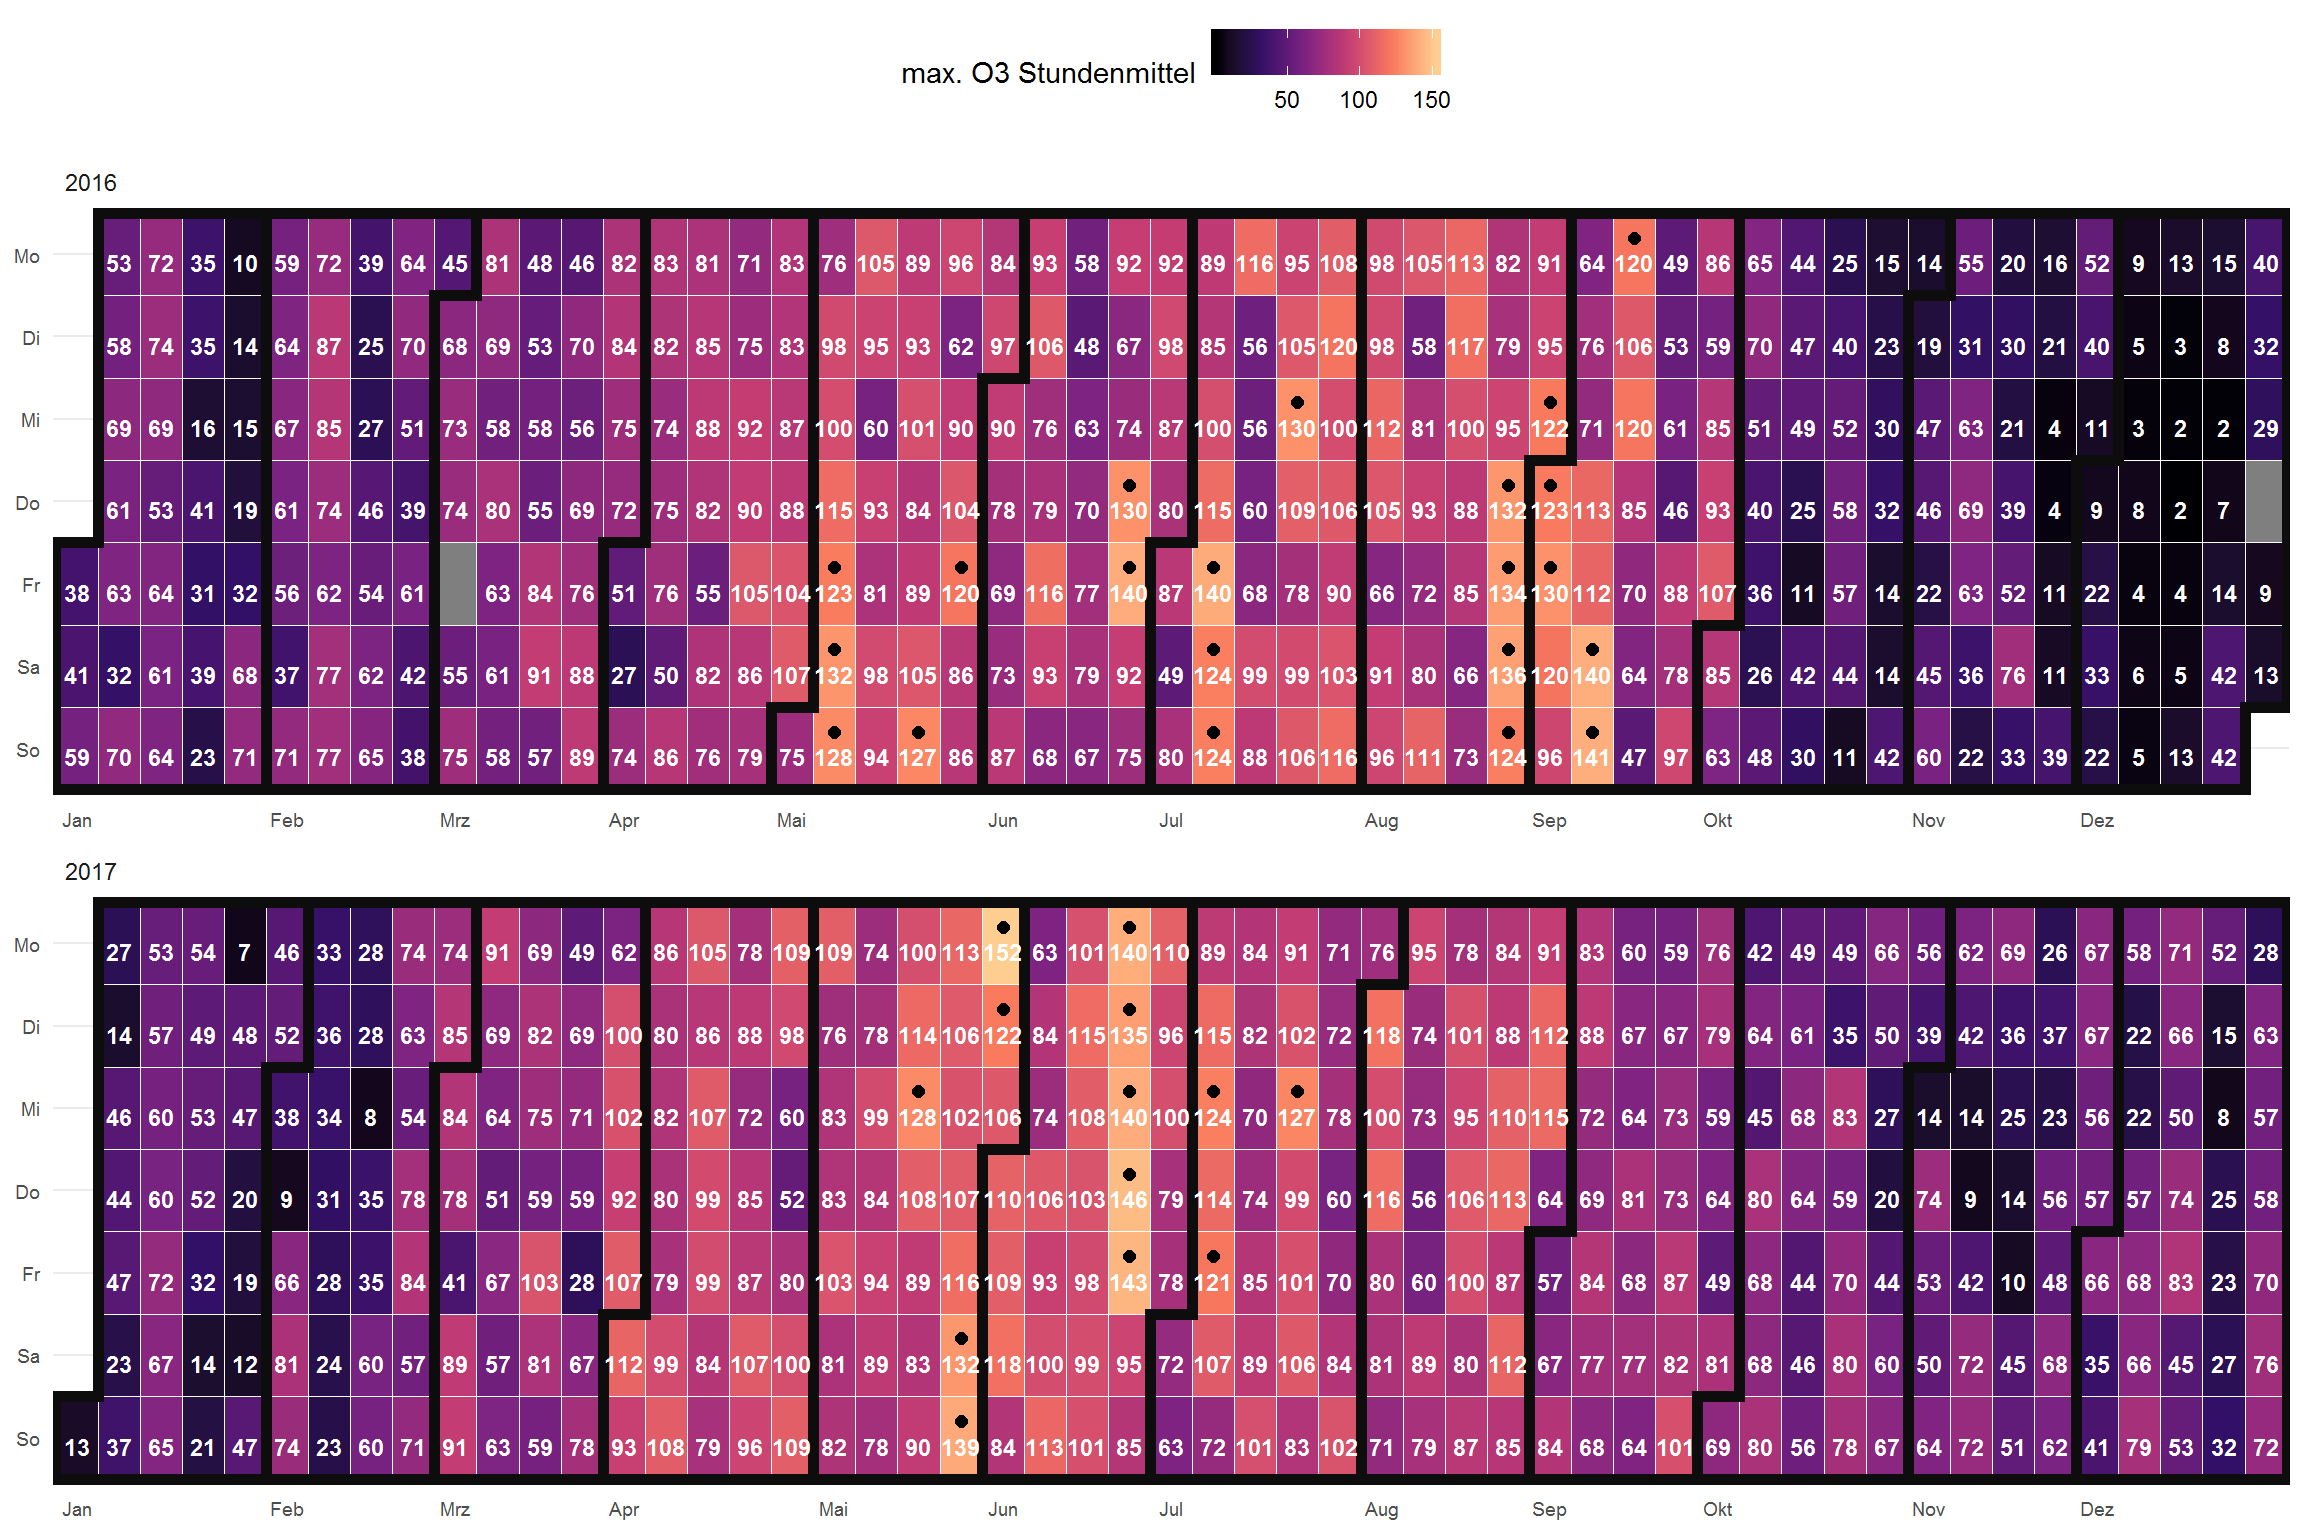 max. O3 Stundenmittel
50 100 150
2016
Mo 53 72 35 10 59 72 39 64 45 81 48 46 82 83 81 71 83 76 105 89 96 84 93 58 92 92 89 116 95 108 98 105 113 82 91 64 120 49 86 65 44 25 15 14 55 20 16 52 9 13 15 40
Di 58 74 35 14 64 87 25 70 68 69 53 70 84 82 85 75 83 98 95 93 62 97 106 48 67 98 85 56 105 120 98 58 117 79 95 76 106 53 59 70 47 40 23 19 31 30 21 40 5 3 8 32
Mi 69 69 16 15 67 85 27 51 73 58 58 56 75 74 88 92 87 100 60 101 90 90 76 63 74 87 100 56 130 100 112 81 100 95 122 71 120 61 85 51 49 52 30 47 63 21 4 11 3 2 2 29
Do 61 53 41 19 61 74 46 39 74 80 55 69 72 75 82 90 88 115 93 84 104 78 79 70 130 80 115 60 109 106 105 93 88 132 123 113 85 46 93 40 25 58 32 46 69 39 4 9 8 2 7
Fr 38 63 64 31 32 56 62 54 61 63 84 76 51 76 55 105 104 123 81 89 120 69 116 77 140 87 140 68 78 90 66 72 85 134 130 112 70 88 107 36 11 57 14 22 63 52 11 22 4 4 14 9
Sa 41 32 61 39 68 37 77 62 42 55 61 91 88 27 50 82 86 107 132 98 105 86 73 93 79 92 49 124 99 99 103 91 80 66 136 120 140 64 78 85 26 42 44 14 45 36 76 11 33 6 5 42 13
So 59 70 64 23 71 71 77 65 38 75 58 57 89 74 86 76 79 75 128 94 127 86 87 68 67 75 80 124 88 106 116 96 111 73 124 96 141 47 97 63 48 30 11 42 60 22 33 39 22 5 13 42
Jan Feb Mrz Apr Mai Jun Jul Aug Sep Okt Nov Dez
2017
Mo 27 53 54 7 46 33 28 74 74 91 69 49 62 86 105 78 109 109 74 100 113 152 63 101 140 110 89 84 91 71 76 95 78 84 91 83 60 59 76 42 49 49 66 56 62 69 26 67 58 71 52 28
Di 14 57 49 48 52 36 28 63 85 69 82 69 100 80 86 88 98 76 78 114 106 122 84 115 135 96 115 82 102 72 118 74 101 88 112 88 67 67 79 64 61 35 50 39 42 36 37 67 22 66 15 63
Mi 46 60 53 47 38 34 8 54 84 64 75 71 102 82 107 72 60 83 99 128 102 106 74 108 140 100 124 70 127 78 100 73 95 110 115 72 64 73 59 45 68 83 27 14 14 25 23 56 22 50 8 57
Do 44 60 52 20 9 31 35 78 78 51 59 59 92 80 99 85 52 83 84 108 107 110 106 103 146 79 114 74 99 60 116 56 106 113 64 69 81 73 64 80 64 59 20 74 9 14 56 57 57 74 25 58
Fr 47 72 32 19 66 28 35 84 41 67 103 28 107 79 99 87 80 103 94 89 116 109 93 98 143 78 121 85 101 70 80 60 100 87 57 84 68 87 49 68 44 70 44 53 42 10 48 66 68 83 23 70
Sa 23 67 14 12 81 24 60 57 89 57 81 67 112 99 84 107 100 81 89 83 132 118 100 99 95 72 107 89 106 84 81 89 80 112 67 77 77 82 81 68 46 80 60 50 72 45 68 35 66 45 27 76
So 13 37 65 21 47 74 23 60 71 91 63 59 78 93 108 79 96 109 82 78 90 139 84 113 101 85 63 72 101 83 102 71 79 87 85 84 68 64 101 69 80 56 78 67 64 72 51 62 41 79 53 32 72
Jan Feb Mrz Apr Mai Jun Jul Aug Sep Okt Nov Dez